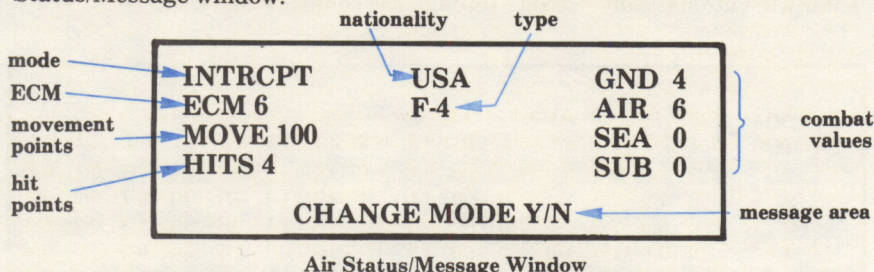 Status/Message window.
nationality type
mode INTRCPT USA GND 4
ECM ECM 6 F-4 AIR 6
movement points MOVE 100 SEA 0 combat values
hit points HITS 4 SUB 0
CHANGE MODE Y/N message area
Air Status/Message Window